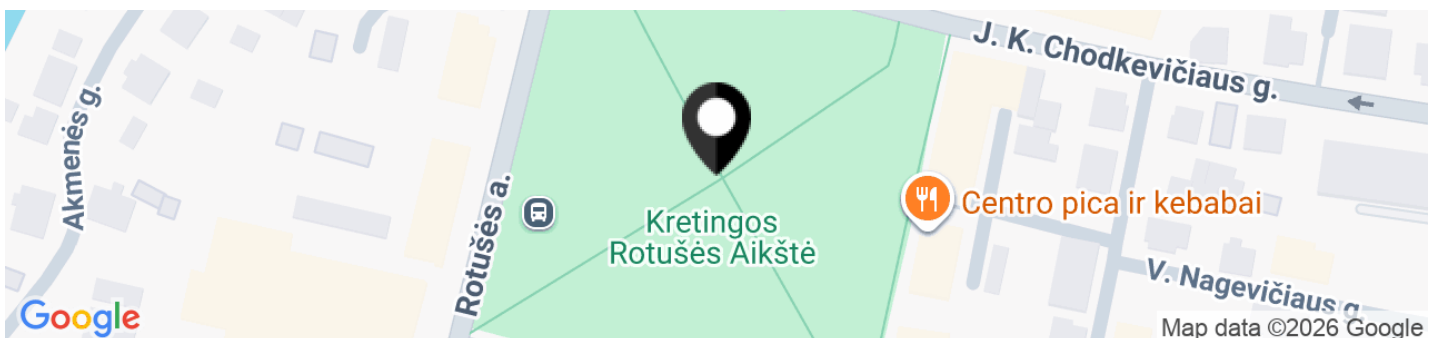 J. K. Chodkevičiaus g.
Akmenės g.
Rotušės a.
Kretingos
Rotušės Aikštė
Centro pica ir kebabai
V. Nagevičiaus g.
Google
Map data ©2026 Google